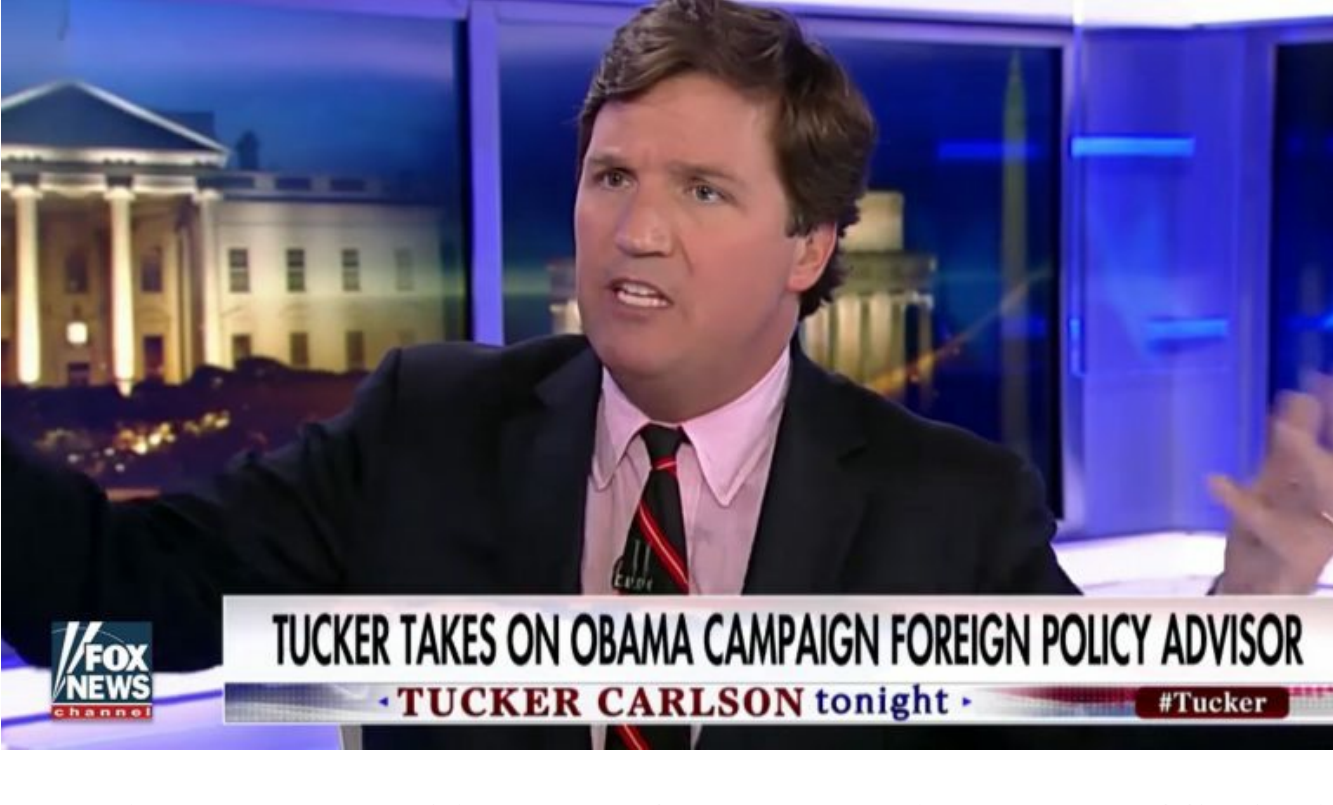 TUCKER TAKES ON OBAMA CAMPAIGN FOREIGN POLICY ADVISOR
FOX
NEWS
channel
TUCKER CARLSON tonight
#Tucker